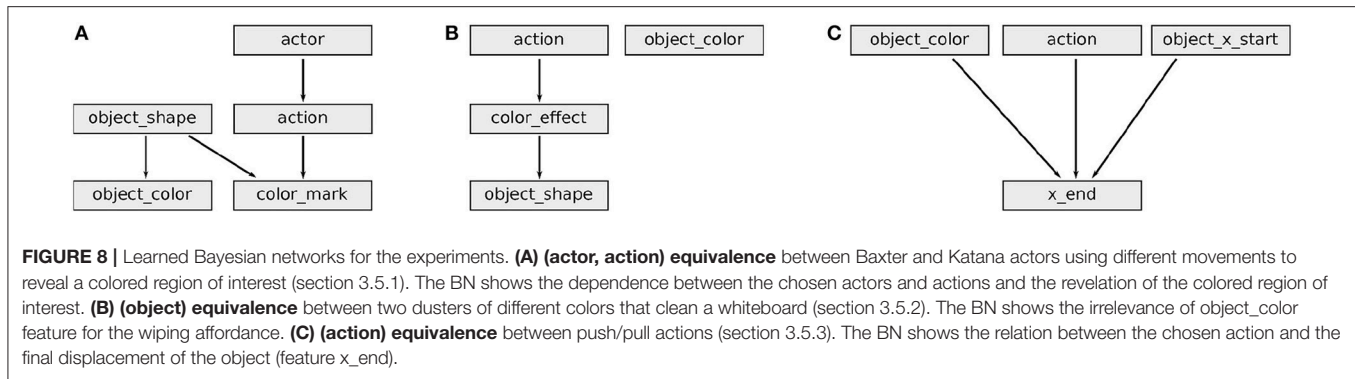 A
actor
object_shape
action
object_color
color_mark
B
action
object_color
color_effect
object_shape
C
object_color
action
object_x_start
x_end
FIGURE 8 | Learned Bayesian networks for the experiments. (A) (actor, action) equivalence between Baxter and Katana actors using different movements to
reveal a colored region of interest (section 3.5.1). The BN shows the dependence between the chosen actors and actions and the revelation of the colored region of
interest. (B) (object) equivalence between two dusters of different colors that clean a whiteboard (section 3.5.2). The BN shows the irrelevance of object_color
feature for the wiping affordance. (C) (action) equivalence between push/pull actions (section 3.5.3). The BN shows the relation between the chosen action and the
final displacement of the object (feature x_end).